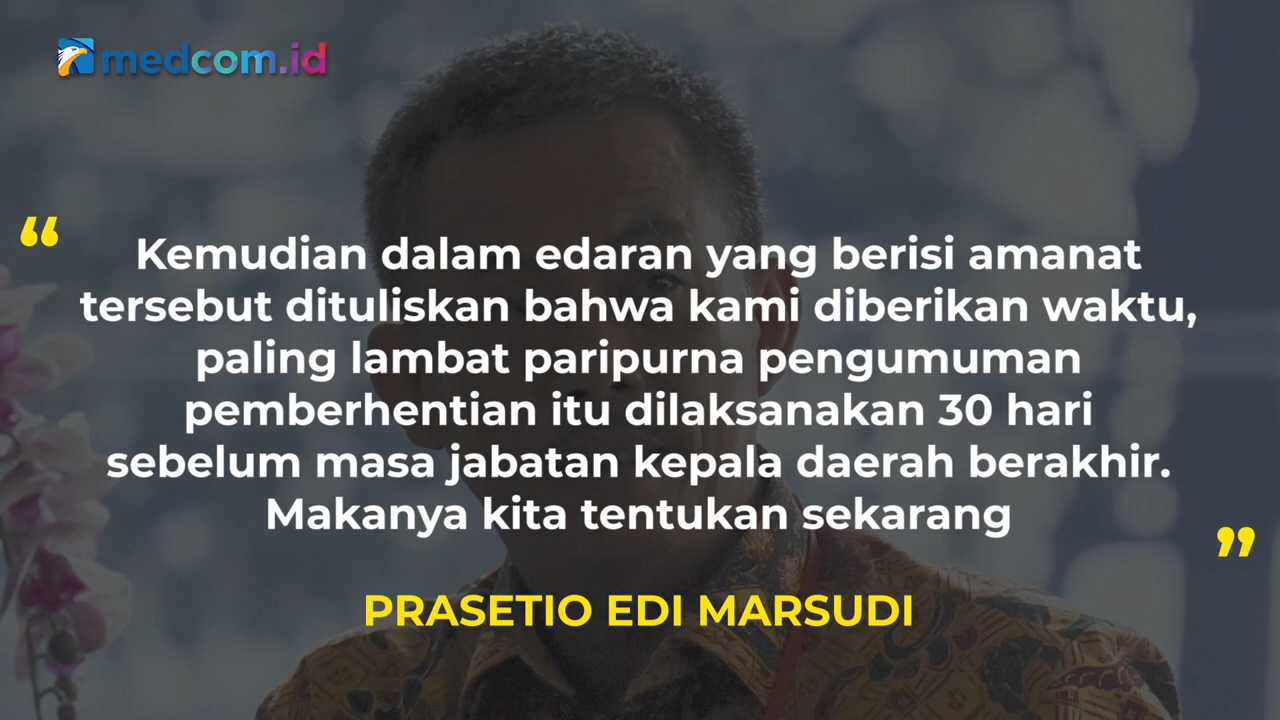 medcom.id
“
Kemudian dalam edaran yang berisi amanat
tersebut dituliskan bahwa kami diberikan waktu,
paling lambat paripurna pengumuman
pemberhentian itu dilaksanakan 30 hari
sebelum masa jabatan kepala daerah berakhir.
Makanya kita tentukan sekarang
”
PRASETIO EDI MARSUDI